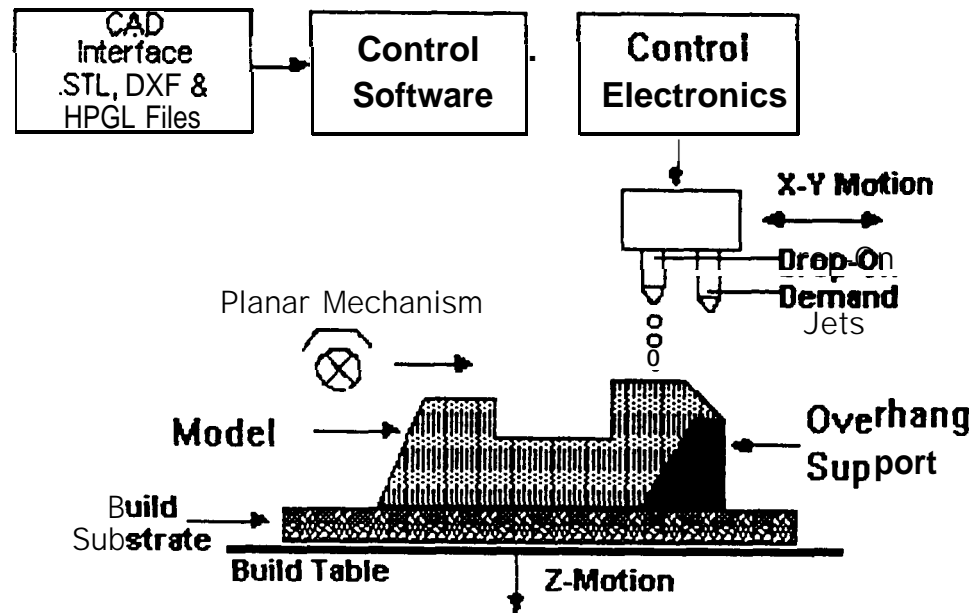 CAD
Interface
.STL, DXF &
HPGL Files
Control
Software
Control
Electronics
X-Y Motion
Drop-On
Demand
Jets
Planar Mechanism
Model
Overhang
Support
Build
Substrate
Build Table
Z-Motion